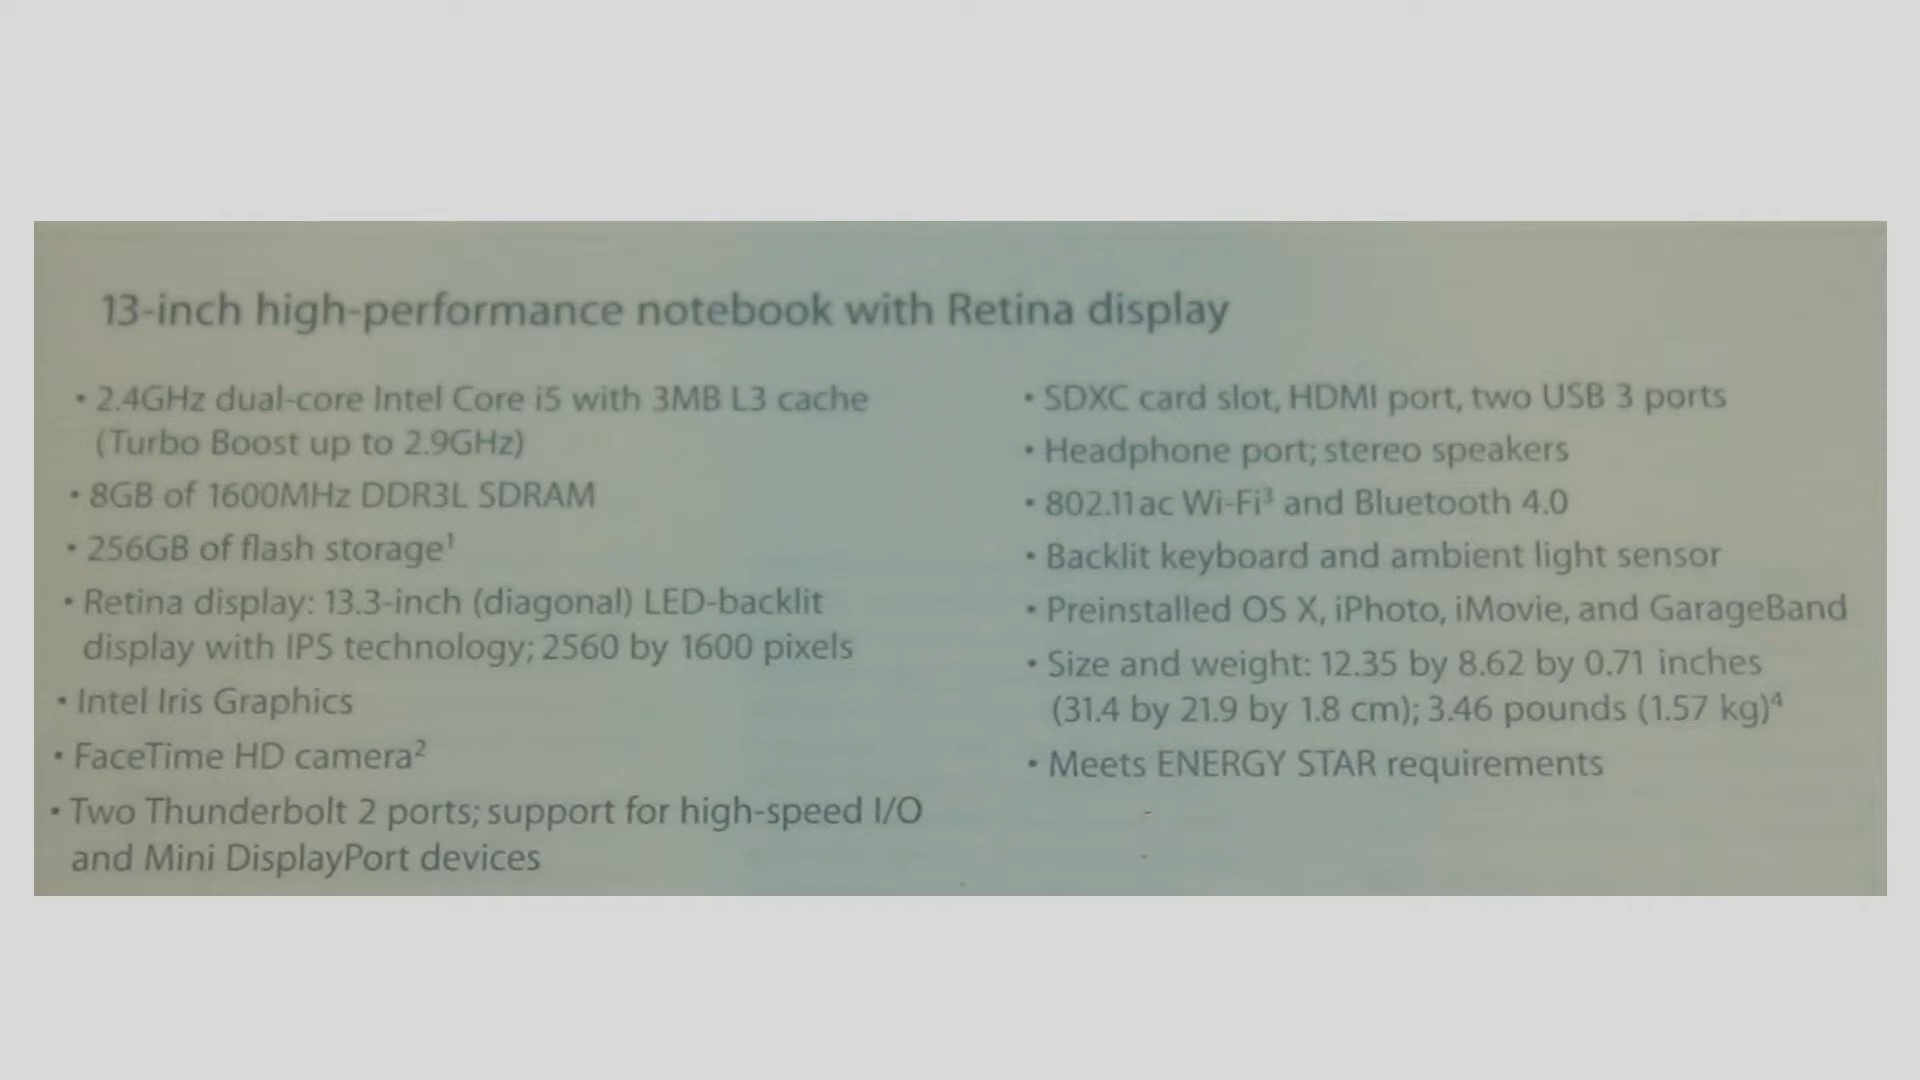 13-inch high-performance notebook with Retina display
• 2.4GHz dual-core Intel Core i5 with 3MB L3 cache
(Turbo Boost up to 2.9GHz)
• 8GB of 1600MHz DDR3L SDRAM
• 256GB of flash storage¹
• Retina display: 13.3-inch (diagonal) LED-backlit
display with IPS technology; 2560 by 1600 pixels
• Intel Iris Graphics
• FaceTime HD camera²
• Two Thunderbolt 2 ports; support for high-speed I/O
and Mini DisplayPort devices
• SDXC card slot, HDMI port, two USB 3 ports
• Headphone port; stereo speakers
• 802.11ac Wi-Fi³ and Bluetooth 4.0
• Backlit keyboard and ambient light sensor
• Preinstalled OS X, iPhoto, iMovie, and GarageBand
• Size and weight: 12.35 by 8.62 by 0.71 inches
(31.4 by 21.9 by 1.8 cm); 3.46 pounds (1.57 kg)⁴
• Meets ENERGY STAR requirements